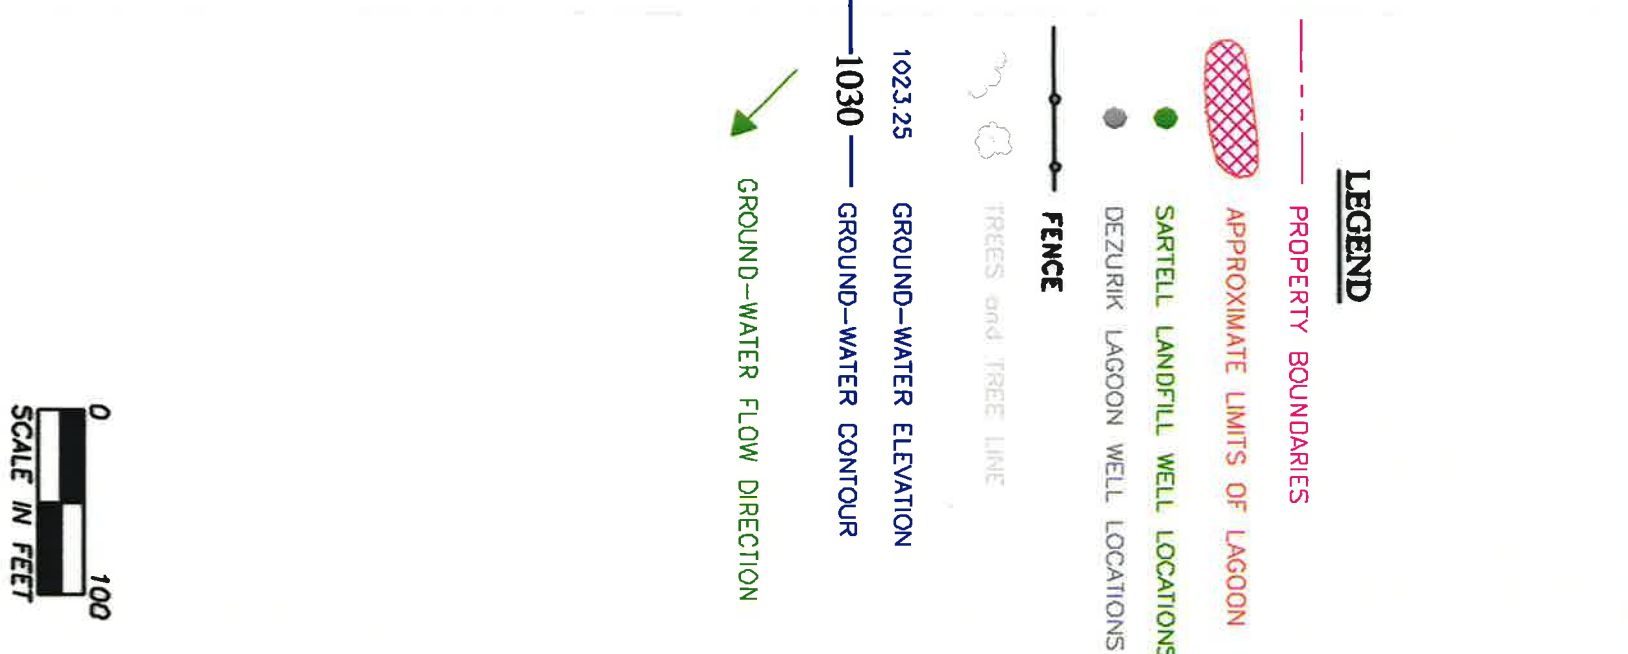 LEGEND
PROPERTY BOUNDARIES
APPROXIMATE LIMITS OF LAGOON
SARTELL LANDFILL WELL LOCATIONS
DEZURIK LAGOON WELL LOCATIONS
FENCE
TREES and TREE LINE
1023.25 GROUND-WATER ELEVATION
1030 GROUND-WATER CONTOUR
GROUND-WATER FLOW DIRECTION
0 100
SCALE IN FEET